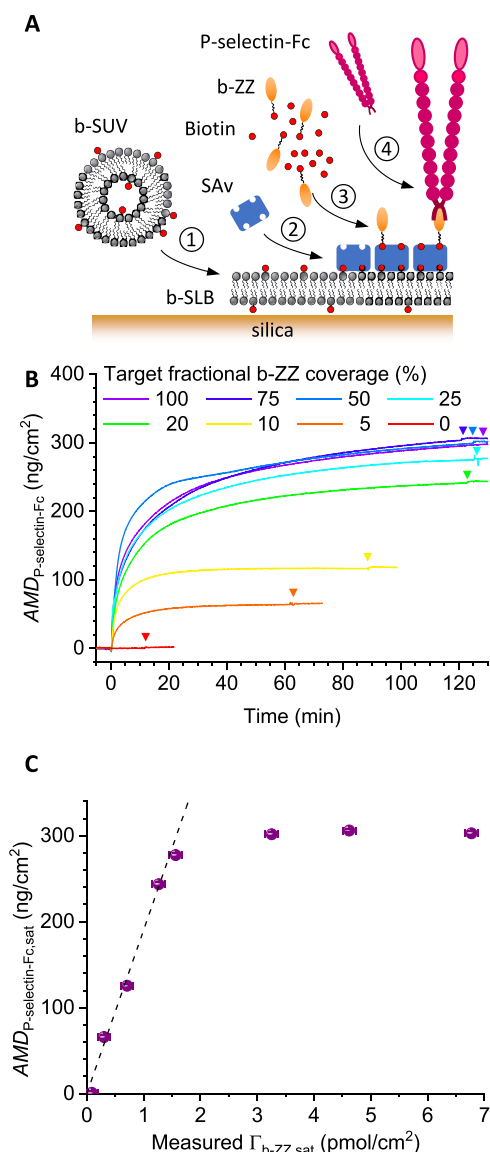 A
P-selectin-Fc
b-ZZ
b-SUV
Biotin
SAv
1
2
3
4
b-SLB
silica
B
Target fractional b-ZZ coverage (%)
100 75 50 25
20 10 5 0
AMD P-selectin-Fc (ng/cm²)
400
300
200
100
0
0 20 40 60 80 100 120
Time (min)
C
AMD P-selectin-Fc,sat (ng/cm²)
300
200
100
0
0 1 2 3 4 5 6 7
Measured Γ b-ZZ,sat (pmol/cm²)